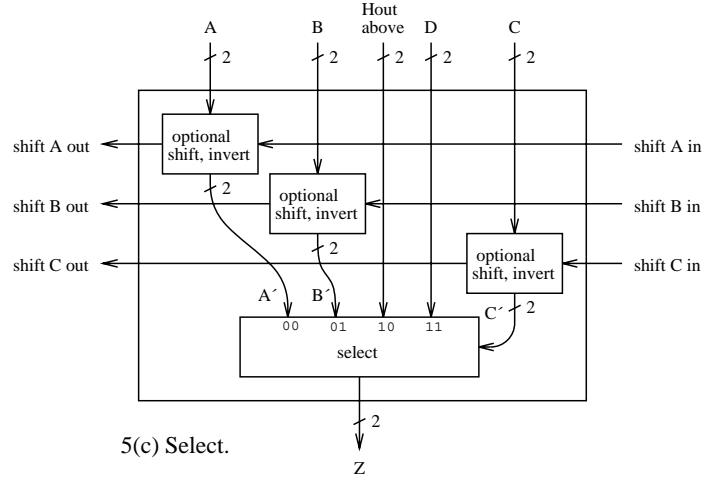 Hout
A B above D C
2 2 2 2 2
shift A out optional shift, invert shift A in
2
shift B out optional shift, invert shift B in
2
shift C out optional shift, invert shift C in
A´ B´ C´ 2
00 01 10 11
select
2
5(c) Select.
Z